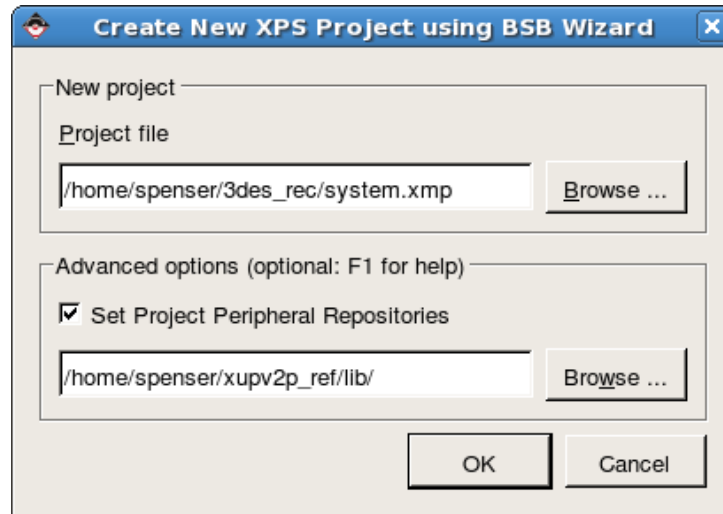 Create New XPS Project using BSB Wizard
New project
Project file
/home/spenser/3des_rec/system.xmp
Browse ...
Advanced options (optional: F1 for help)
Set Project Peripheral Repositories
/home/spenser/xupv2p_ref/lib/
Browse ...
OK
Cancel